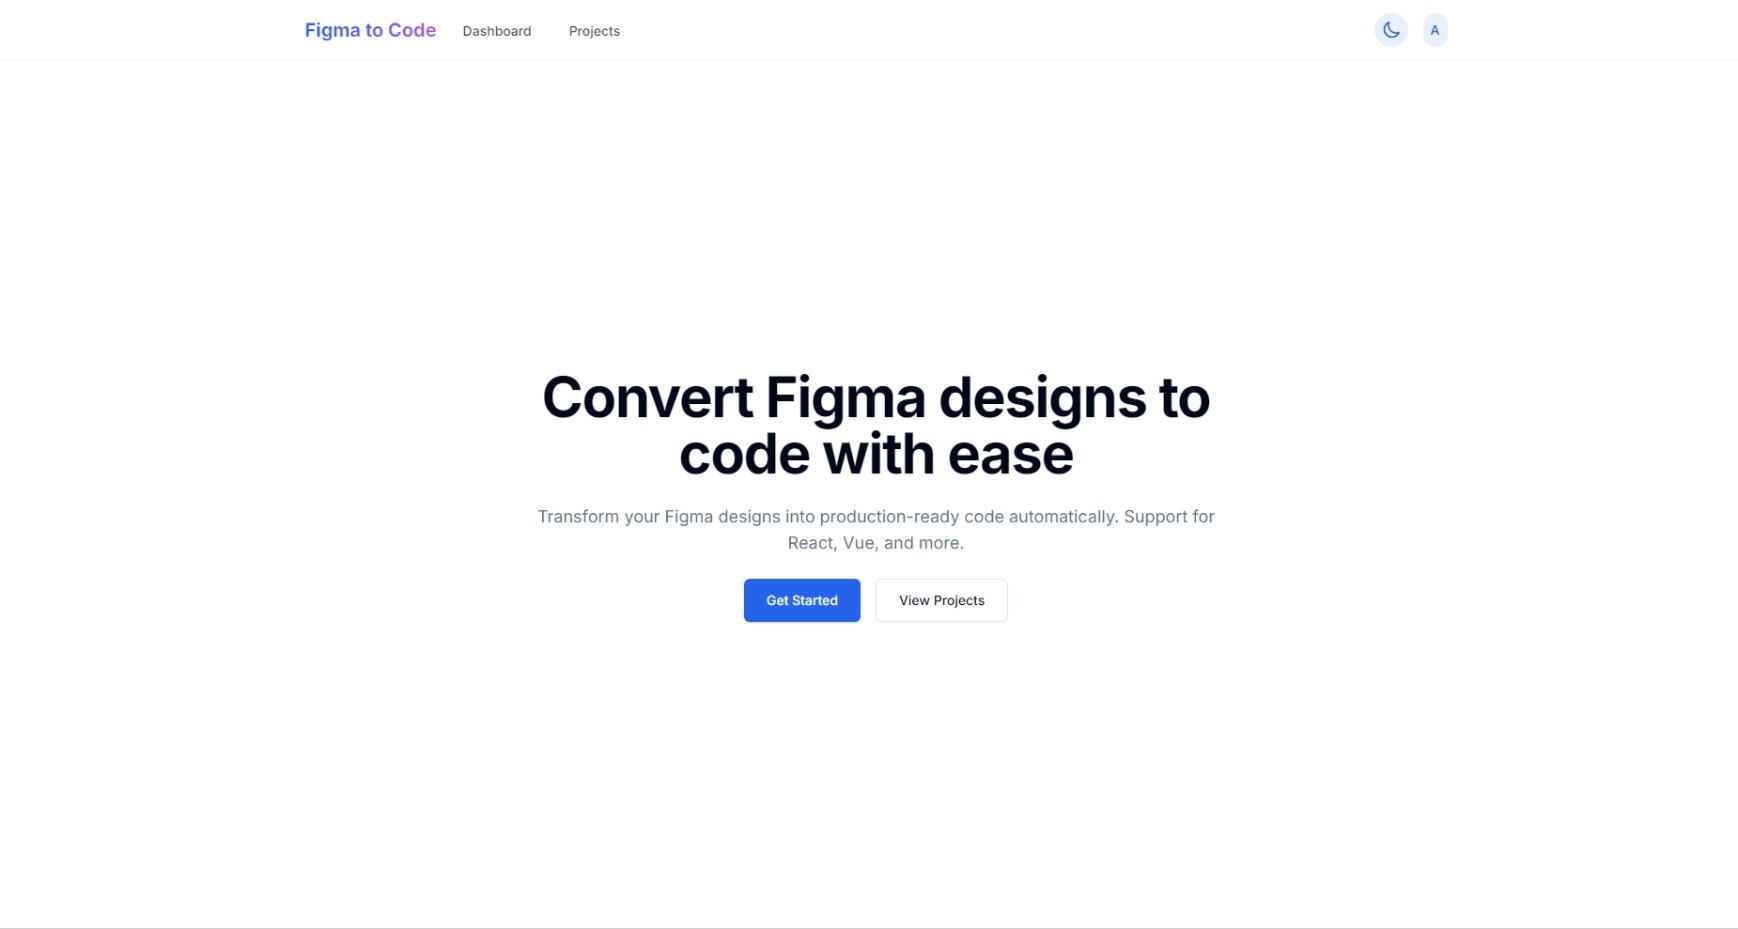 Figma to Code
Dashboard
Projects
A
Convert Figma designs to
code with ease
Transform your Figma designs into production-ready code automatically. Support for
React, Vue, and more.
Get Started
View Projects